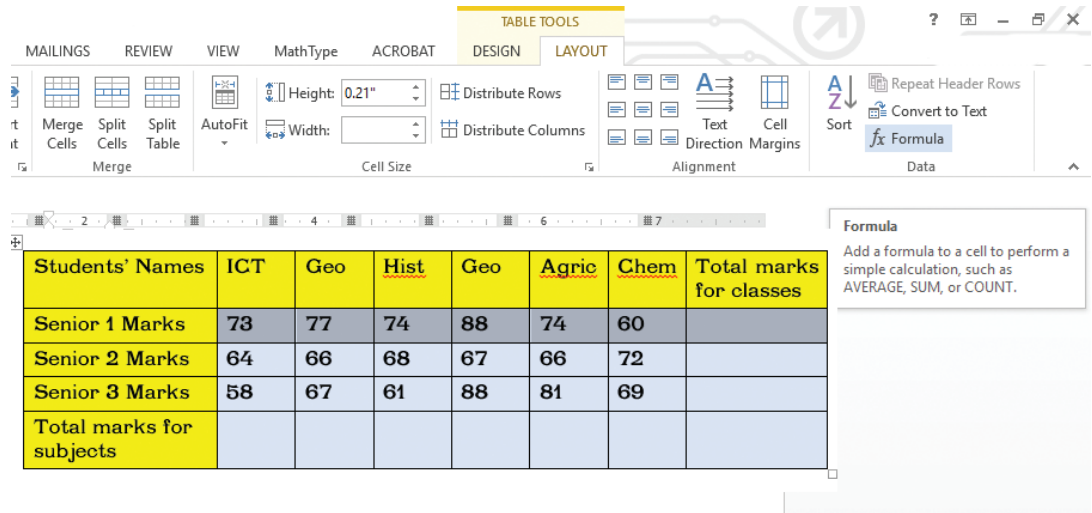 TABLE TOOLS
?
MAILINGS REVIEW VIEW MathType ACROBAT DESIGN LAYOUT
Merge Cells
Split Cells
Split Table
AutoFit
Height: 0.21"
Width:
Distribute Rows
Distribute Columns
Text Direction
Cell Margins
A
Z
Sort
Repeat Header Rows
Convert to Text
fx Formula
Merge Cell Size Alignment Data
2 4 6 7
Formula
Add a formula to a cell to perform a
simple calculation, such as
AVERAGE, SUM, or COUNT.
Students' Names ICT Geo Hist Geo Agric Chem Total marks
for classes
Senior 1 Marks 73 77 74 88 74 60
Senior 2 Marks 64 66 68 67 66 72
Senior 3 Marks 58 67 61 88 81 69
Total marks for
subjects